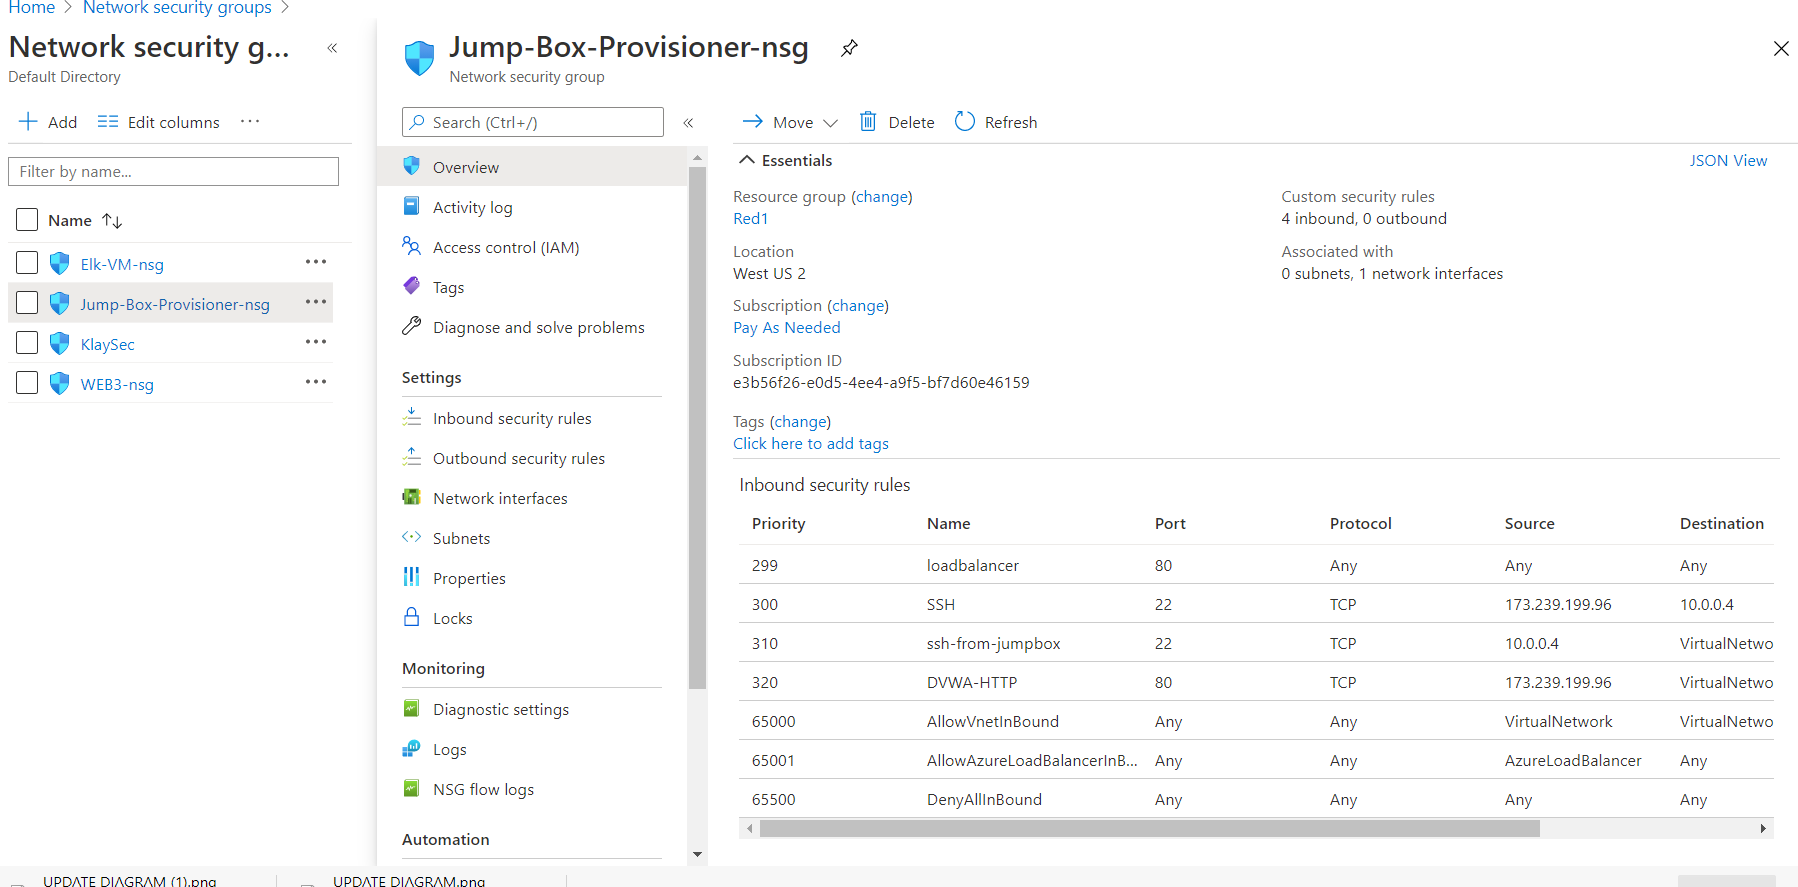 Home > Network security groups >
Network security g... «
Default Directory
+ Add Edit columns ...
Filter by name...
Name ↑↓
Elk-VM-nsg ...
Jump-Box-Provisioner-nsg ...
KlaySec ...
WEB3-nsg ...
Jump-Box-Provisioner-nsg
Network security group
Search (Ctrl+/) «
Overview
Activity log
Access control (IAM)
Tags
Diagnose and solve problems
Settings
Inbound security rules
Outbound security rules
Network interfaces
Subnets
Properties
Locks
Monitoring
Diagnostic settings
Logs
NSG flow logs
Automation
Move Delete Refresh
Essentials JSON View
Resource group (change)
Red1
Location
West US 2
Subscription (change)
Pay As Needed
Subscription ID
e3b56f26-e0d5-4ee4-a9f5-bf7d60e46159
Tags (change)
Click here to add tags
Custom security rules
4 inbound, 0 outbound
Associated with
0 subnets, 1 network interfaces
Inbound security rules
Priority Name Port Protocol Source Destination
299 loadbalancer 80 Any Any Any
300 SSH 22 TCP 173.239.199.96 10.0.0.4
310 ssh-from-jumpbox 22 TCP 10.0.0.4 VirtualNetwo
320 DVWA-HTTP 80 TCP 173.239.199.96 VirtualNetwo
65000 AllowVnetInBound Any Any VirtualNetwork VirtualNetwo
65001 AllowAzureLoadBalancerInB... Any Any AzureLoadBalancer Any
65500 DenyAllInBound Any Any Any Any
UPDATE DIAGRAM (1).png UPDATE DIAGRAM.png